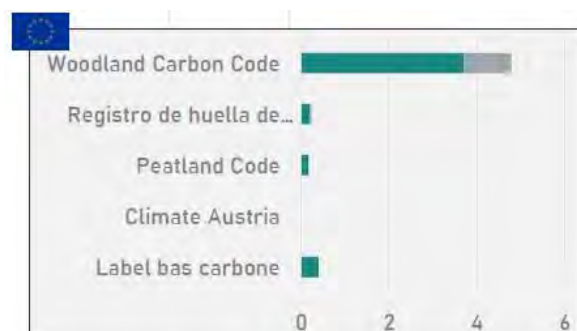 Woodland Carbon Code
Registro de huella de...
Peatland Code
Climate Austria
Label bas carbone
0 2 4 6